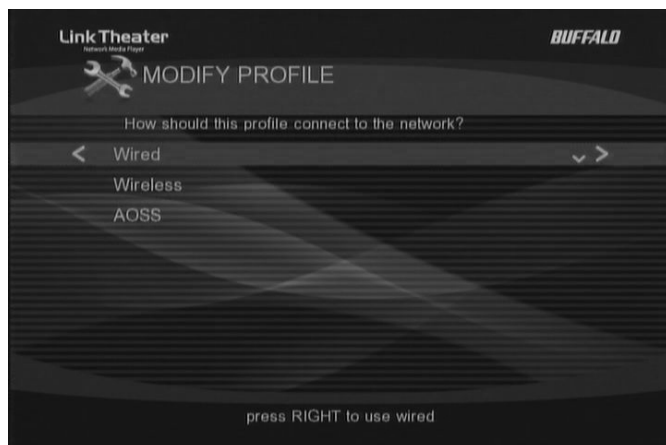 LinkTheater
Network Media Player
BUFFALO
MODIFY PROFILE
How should this profile connect to the network?
< Wired >
Wireless
AOSS
press RIGHT to use wired